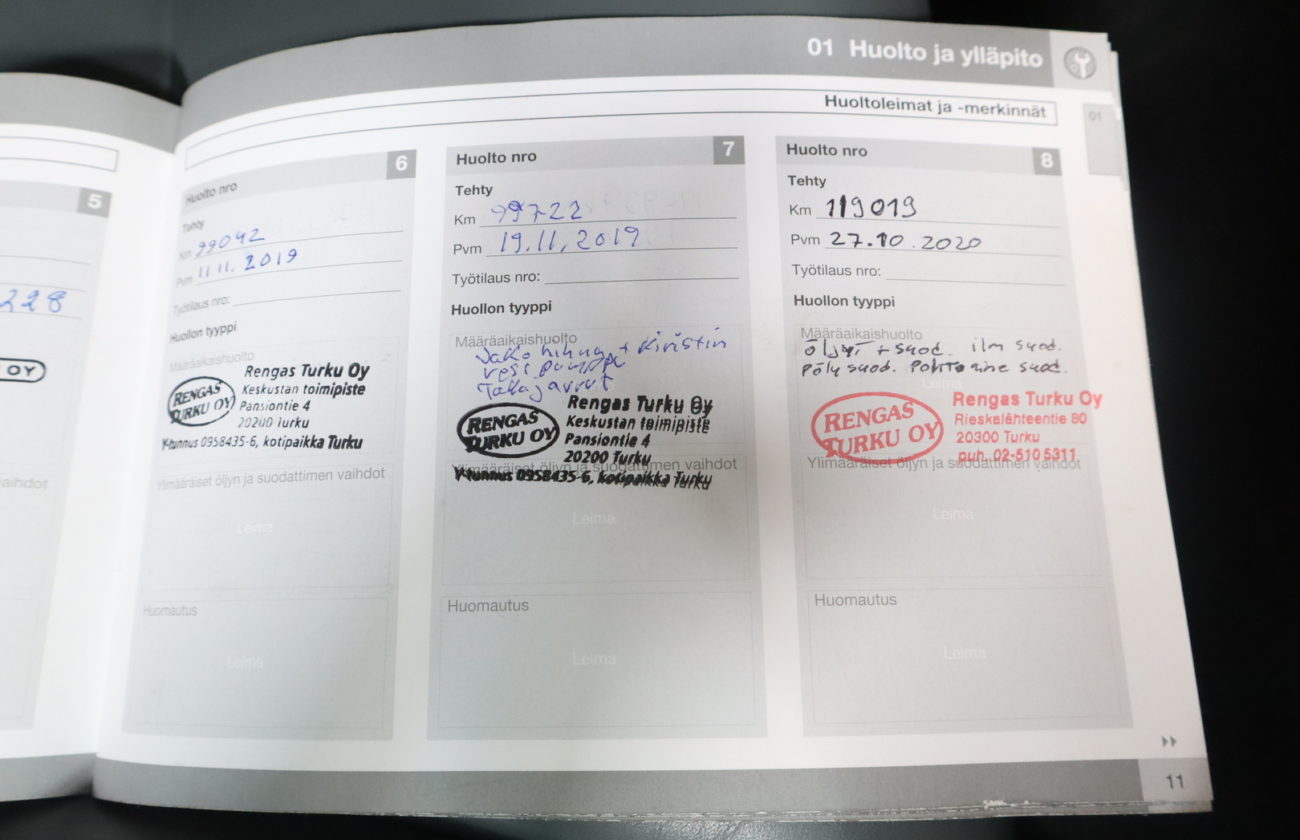 01 Huolto ja ylläpito
Huoltoleimat ja -merkinnät
01
5
228
OY
vaihdot
Huolto nro 6
Tehty
Km 99042
Pvm 11.11.2019
Työtilaus nro:
Huollon tyyppi
Määräaikaishuolto
RENGAS TURKU OY
Rengas Turku Oy
Keskustan toimipiste
Pansiontie 4
20200 Turku
Y-tunnus 0958435-6, kotipaikka Turku
Ylimääräiset öljyn ja suodattimen vaihdot
Leima
Huomautus
Leima
Huolto nro 7
Tehty
Km 99722
Pvm 19.11.2019
Työtilaus nro:
Huollon tyyppi
Määräaikaishuolto
Jako hihna + Kiristin
vesi pumppu
Takajarrut
RENGAS TURKU OY
Rengas Turku Oy
Keskustan toimipiste
Pansiontie 4
20200 Turku
Ylimääräiset öljyn ja suodattimen vaihdot
Y-tunnus 0958435-6, kotipaikka Turku
Leima
Huomautus
Leima
Huolto nro 8
Tehty
Km 119019
Pvm 27.10.2020
Työtilaus nro:
Huollon tyyppi
Määräaikaishuolto
öljyt + suod. ilm suod.
pöly suod. polttoaine suod.
Leima
RENGAS TURKU OY
Rengas Turku Oy
Rieskalähteentie 80
20300 Turku
puh. 02-510 5311
Ylimääräiset öljyn ja suodattimen vaihdot
Leima
Huomautus
Leima
11